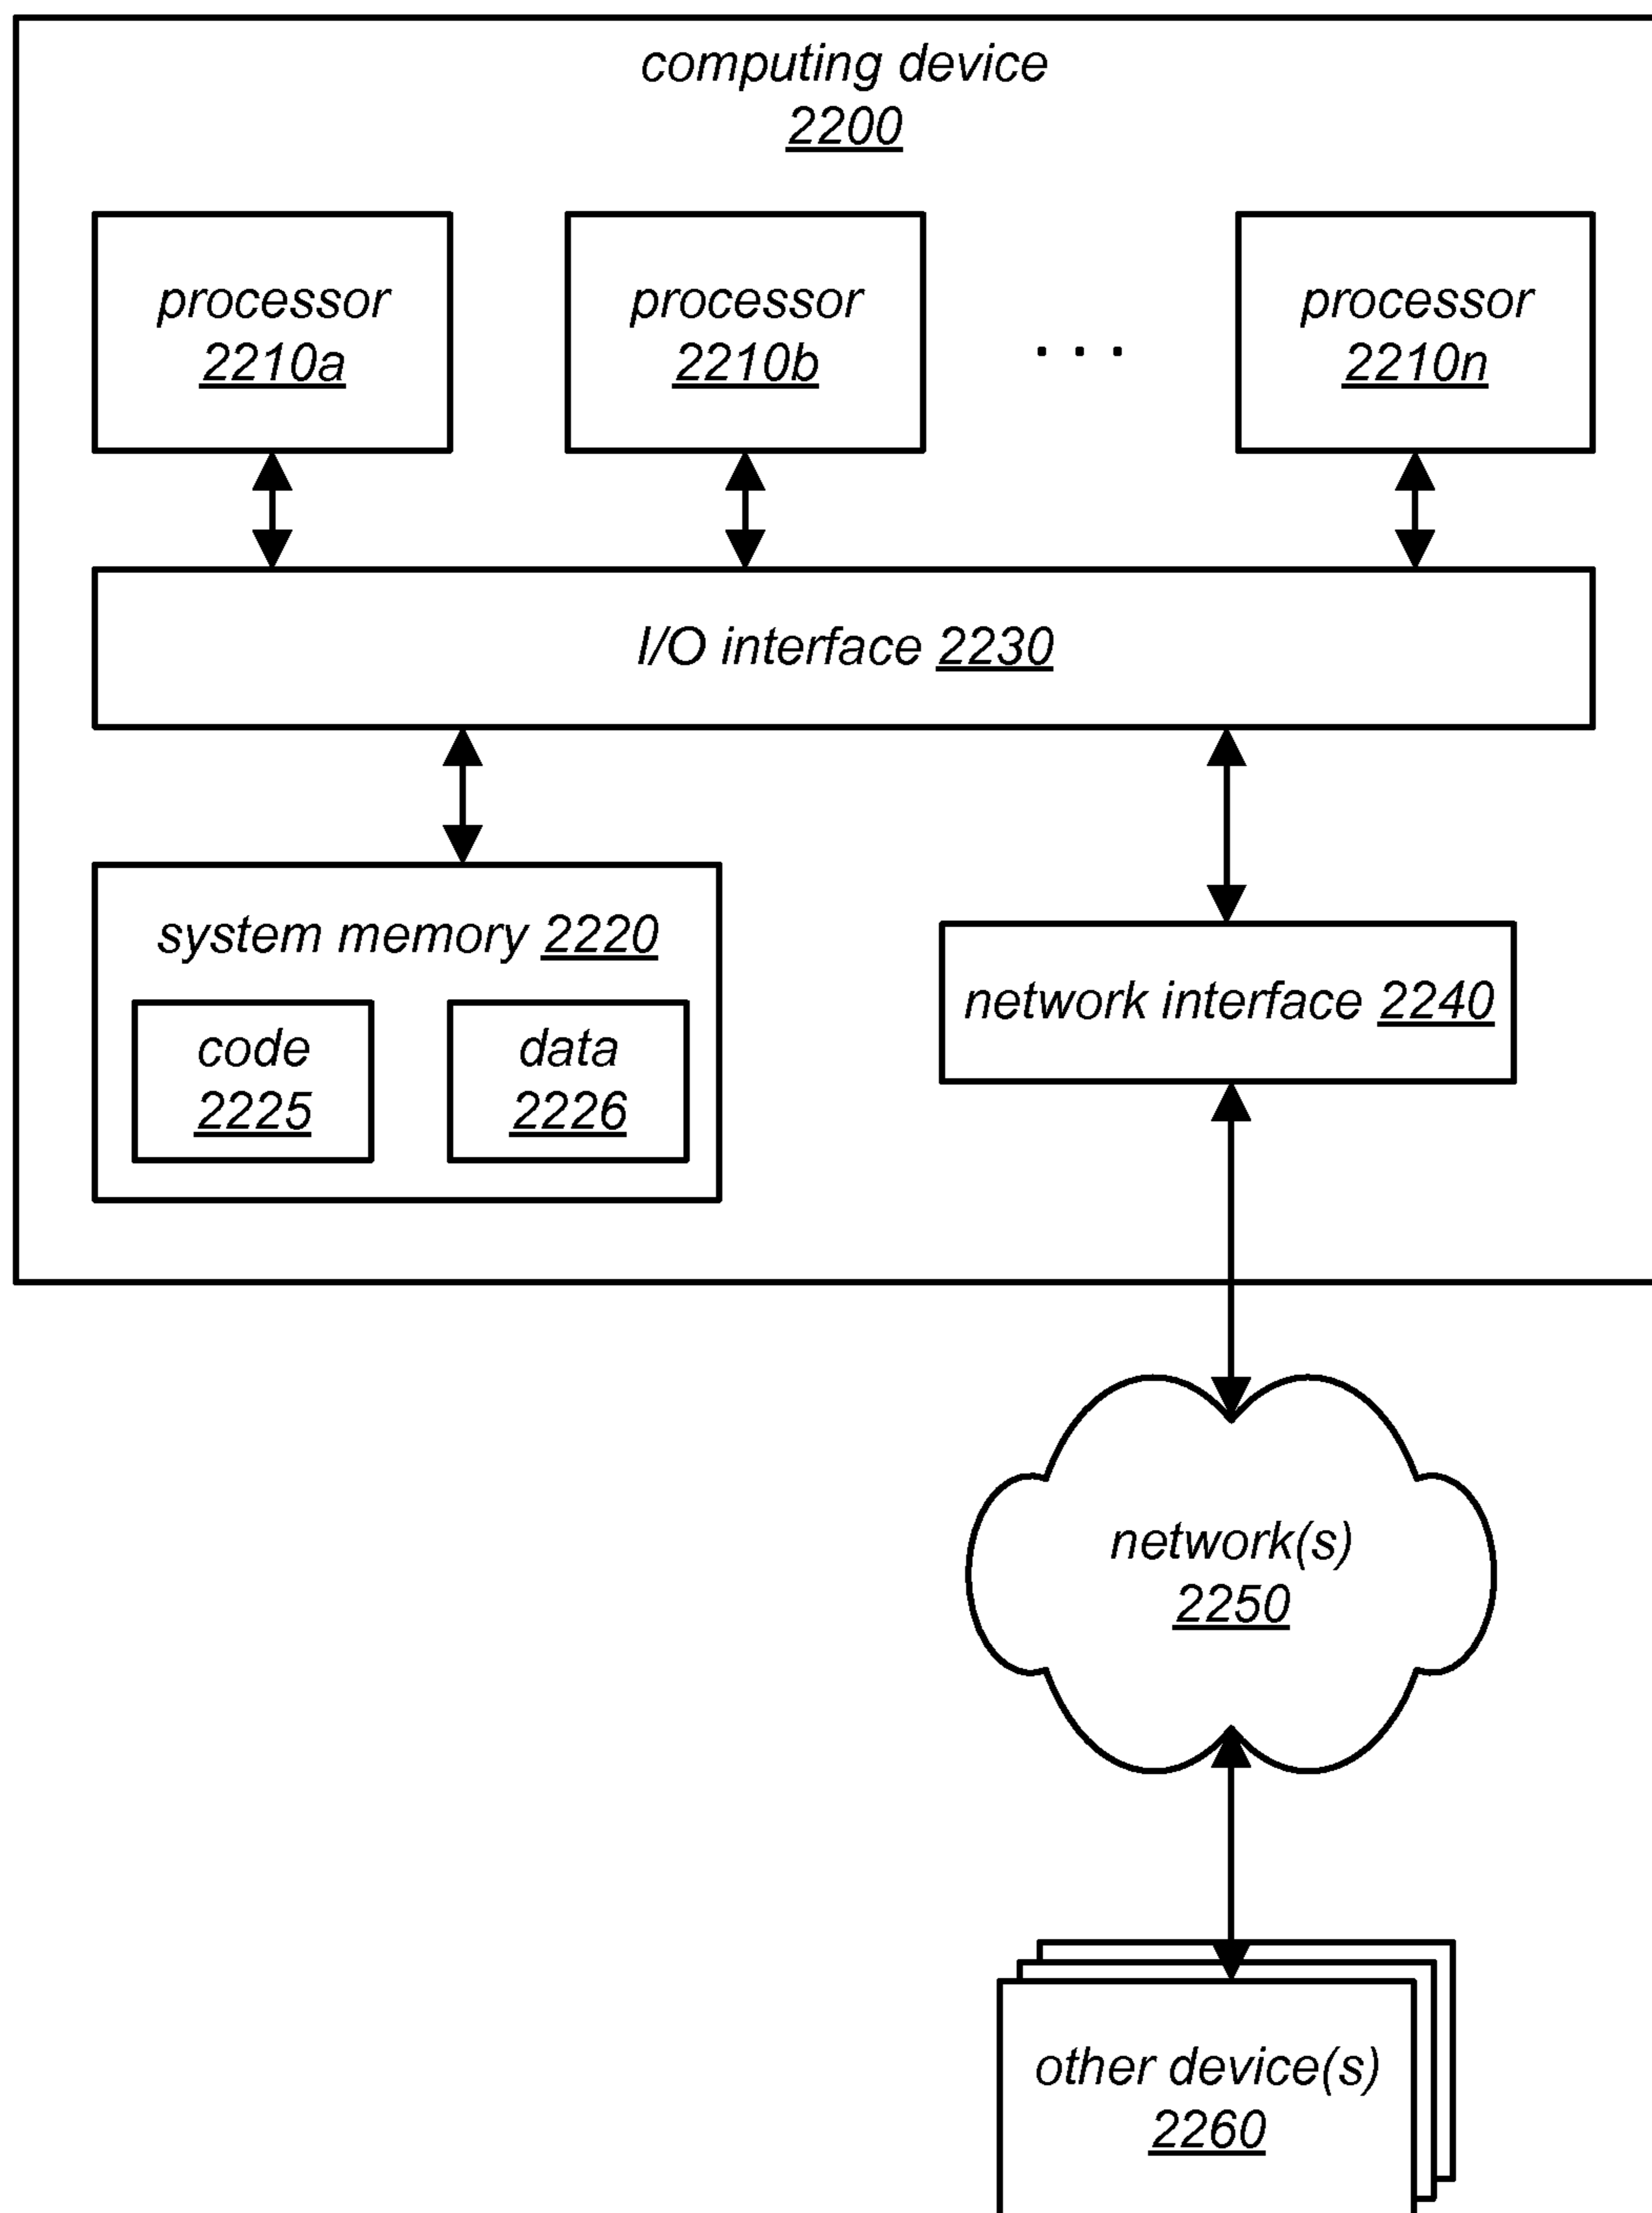 computing device
2200
processor
2210a
processor
2210b
. . .
processor
2210n
I/O interface 2230
system memory 2220
code
2225
data
2226
network interface 2240
network(s)
2250
other device(s)
2260